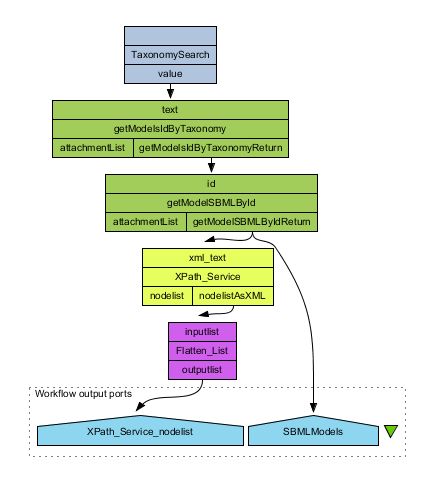 TaxonomySearch
value
text
getModelsIdByTaxonomy
attachmentList getModelsIdByTaxonomyReturn
id
getModelSBMLById
attachmentList getModelSBMLByIdReturn
xml_text
XPath_Service
nodelist nodelistAsXML
inputlist
Flatten_List
outputlist
Workflow output ports
XPath_Service_nodelist SBMLModels